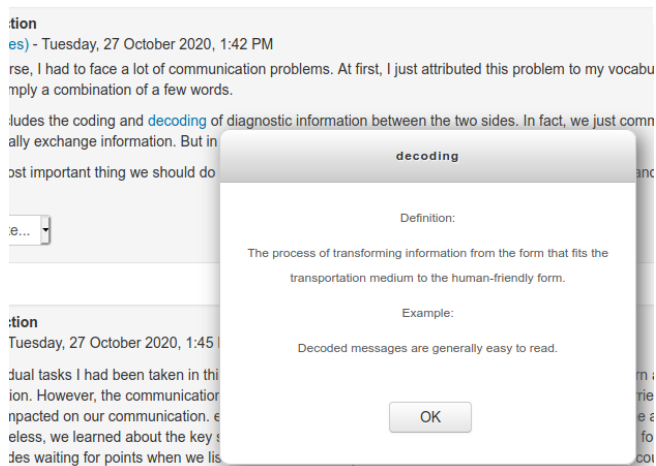 ction
es) - Tuesday, 27 October 2020, 1:42 PM
rse, I had to face a lot of communication problems. At first, I just attributed this problem to my vocabu
mply a combination of a few words.
cludes the coding and decoding of diagnostic information between the two sides. In fact, we just comm
ally exchange information. But in
ost important thing we should do
and
te...
decoding
Definition:
The process of transforming information from the form that fits the
transportation medium to the human-friendly form.
Example:
Decoded messages are generally easy to read.
OK
ction
Tuesday, 27 October 2020, 1:45
dual tasks I had been taken in thi
ion. However, the communication
mpacted on our communication. e
eless, we learned about the key s
des waiting for points when we lis